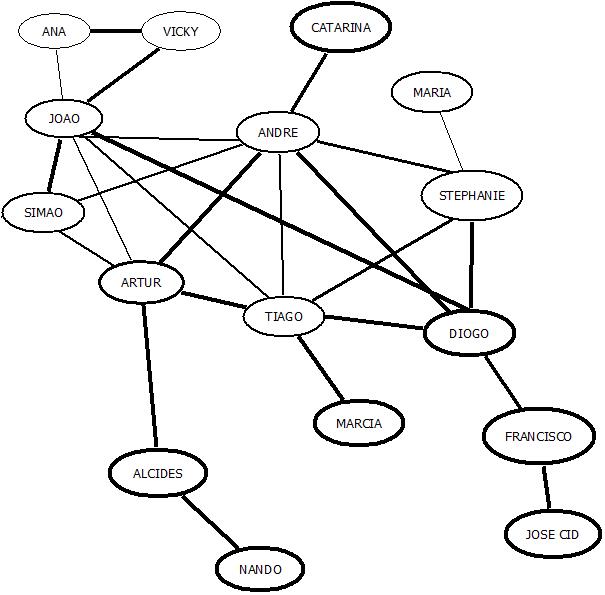 CATARINA
ANA
VICKY
MARIA
JOAO
ANDRE
STEPHANIE
SIMAO
ARTUR
TIAGO
DIOGO
MARCIA
FRANCISCO
ALCIDES
JOSE CID
NANDO